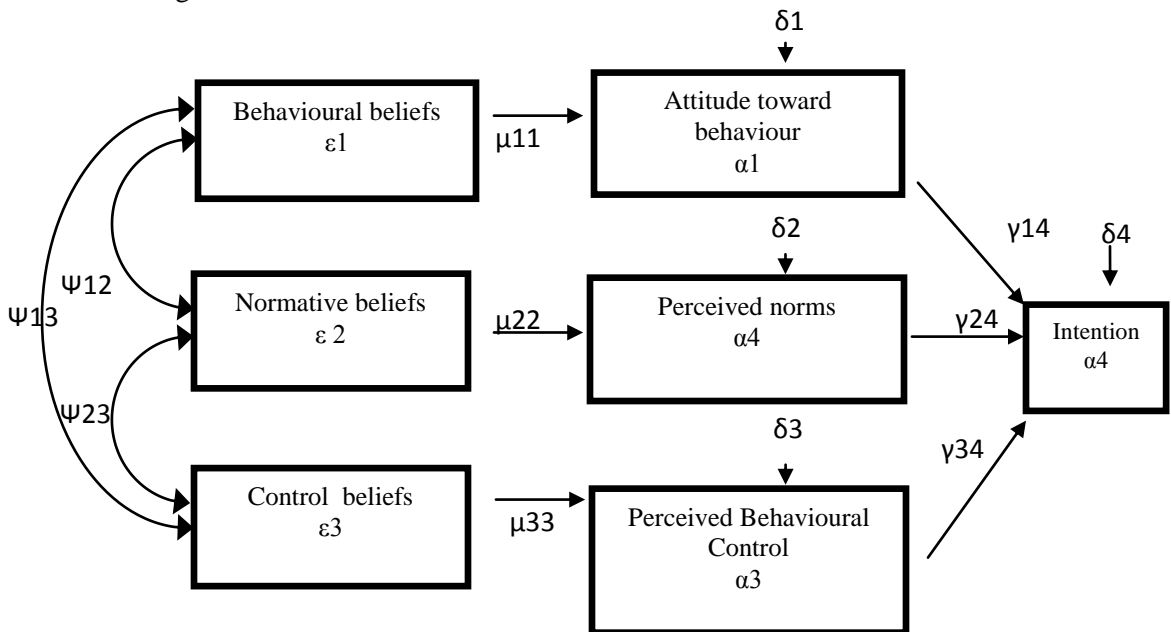 δ1
Behavioural beliefs
ε1
μ11
Attitude toward
behaviour
α1
δ2
γ14
δ4
Ψ12
Ψ13
Normative beliefs
ε 2
μ22
Perceived norms
α4
γ24
Intention
α4
Ψ23
δ3
γ34
Control beliefs
ε3
μ33
Perceived Behavioural
Control
α3